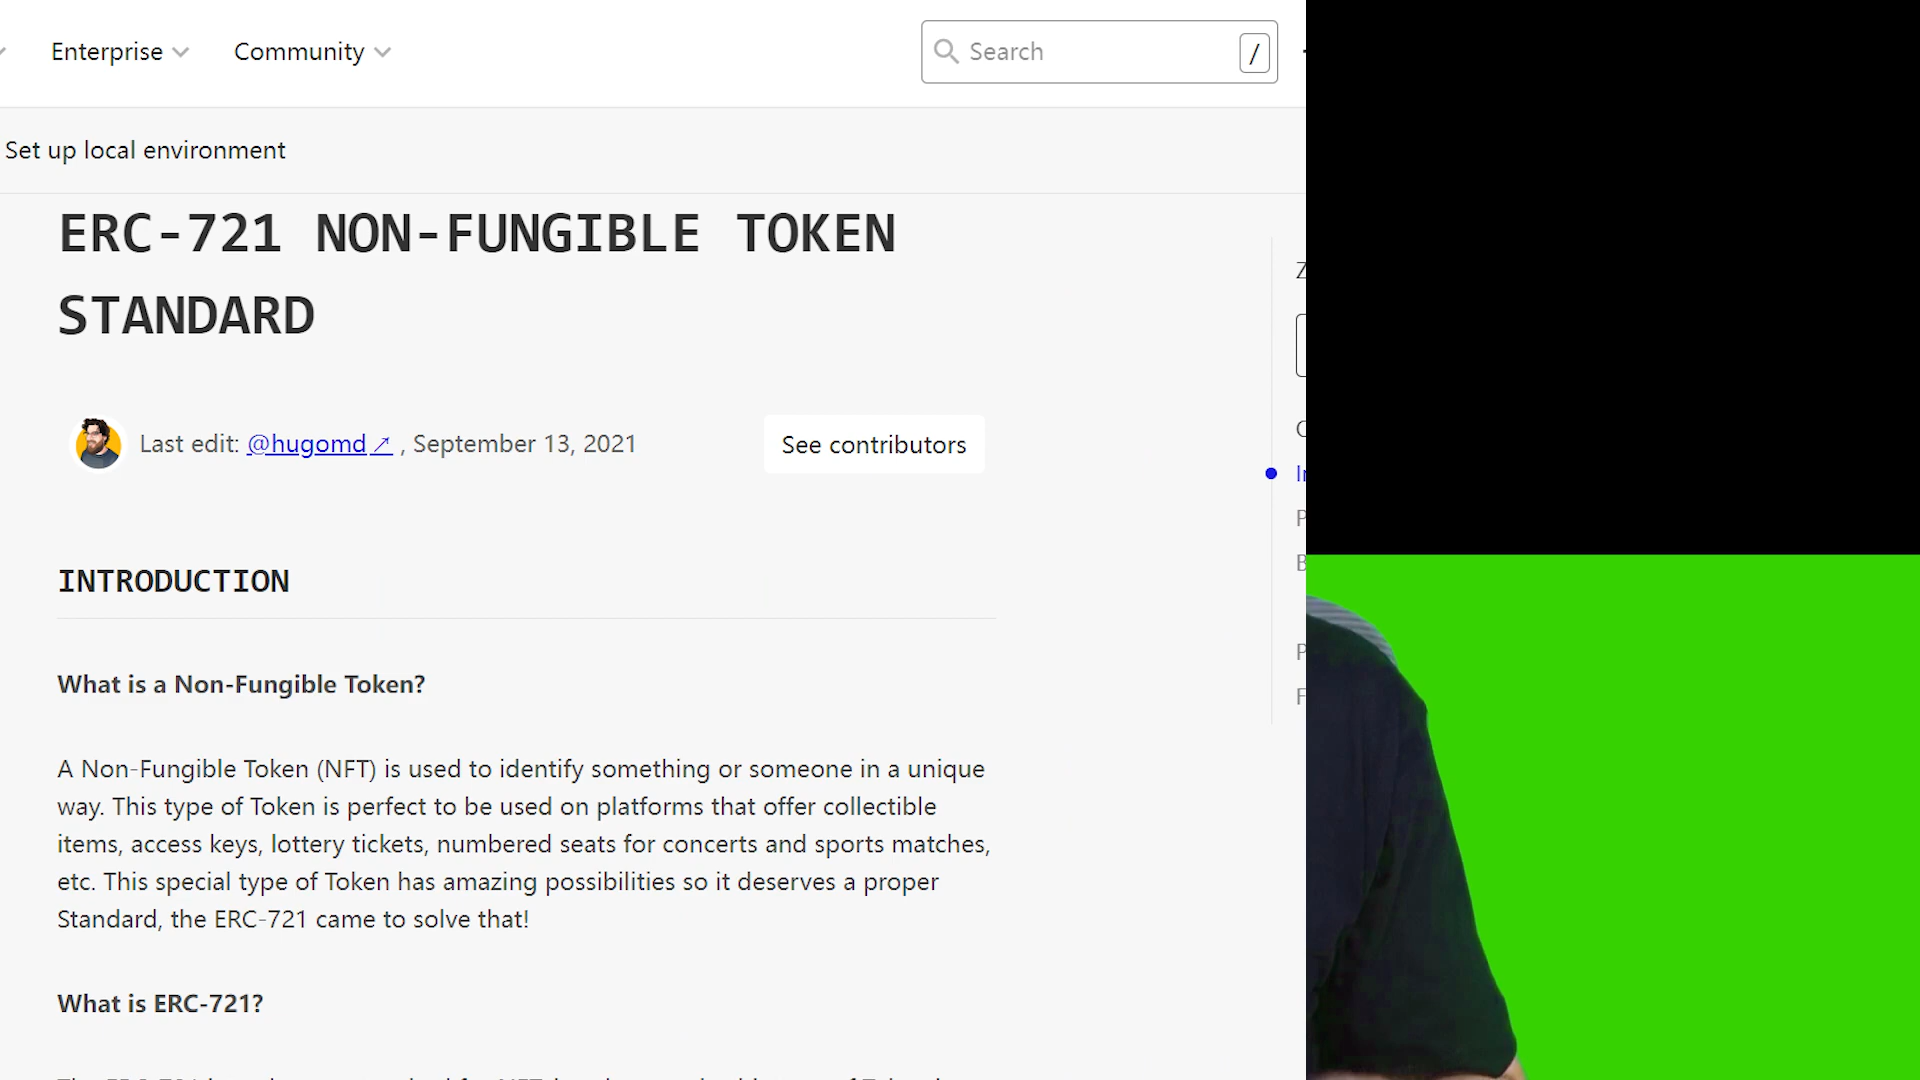 Enterprise Community Search /
Set up local environment
ERC-721 NON-FUNGIBLE TOKEN
STANDARD
Last edit: @hugomd ↗ , September 13, 2021 See contributors
INTRODUCTION
What is a Non-Fungible Token?
A Non-Fungible Token (NFT) is used to identify something or someone in a unique
way. This type of Token is perfect to be used on platforms that offer collectible
items, access keys, lottery tickets, numbered seats for concerts and sports matches,
etc. This special type of Token has amazing possibilities so it deserves a proper
Standard, the ERC-721 came to solve that!
What is ERC-721?